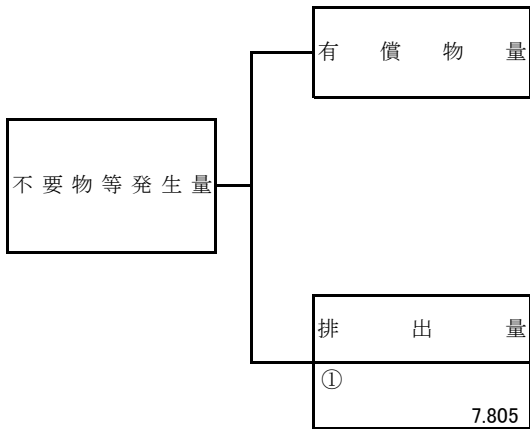 有償物量
不要物等発生量
排出量
①
7.805